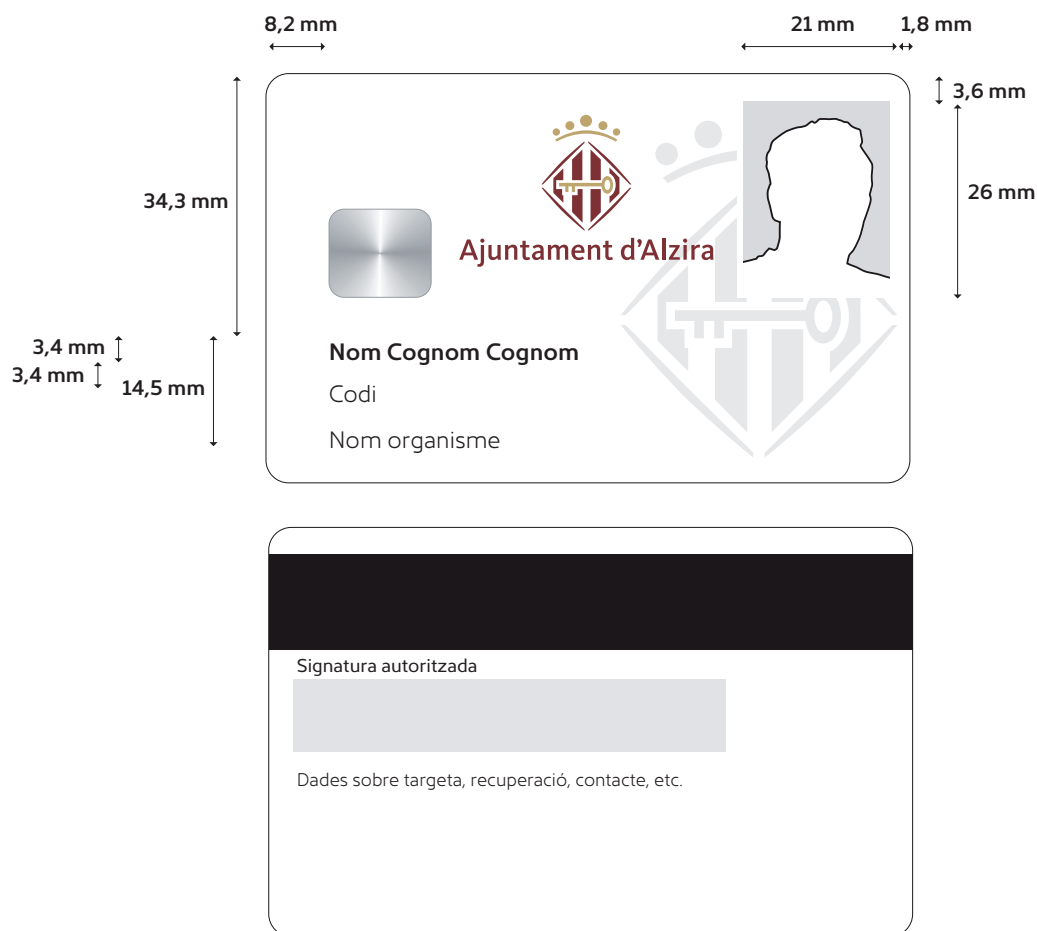 8,2 mm
21 mm
1,8 mm
3,6 mm
26 mm
34,3 mm
Ajuntament d'Alzira
3,4 mm
3,4 mm
14,5 mm
Nom Cognom Cognom
Codi
Nom organisme
Signatura autoritzada
Dades sobre targeta, recuperació, contacte, etc.